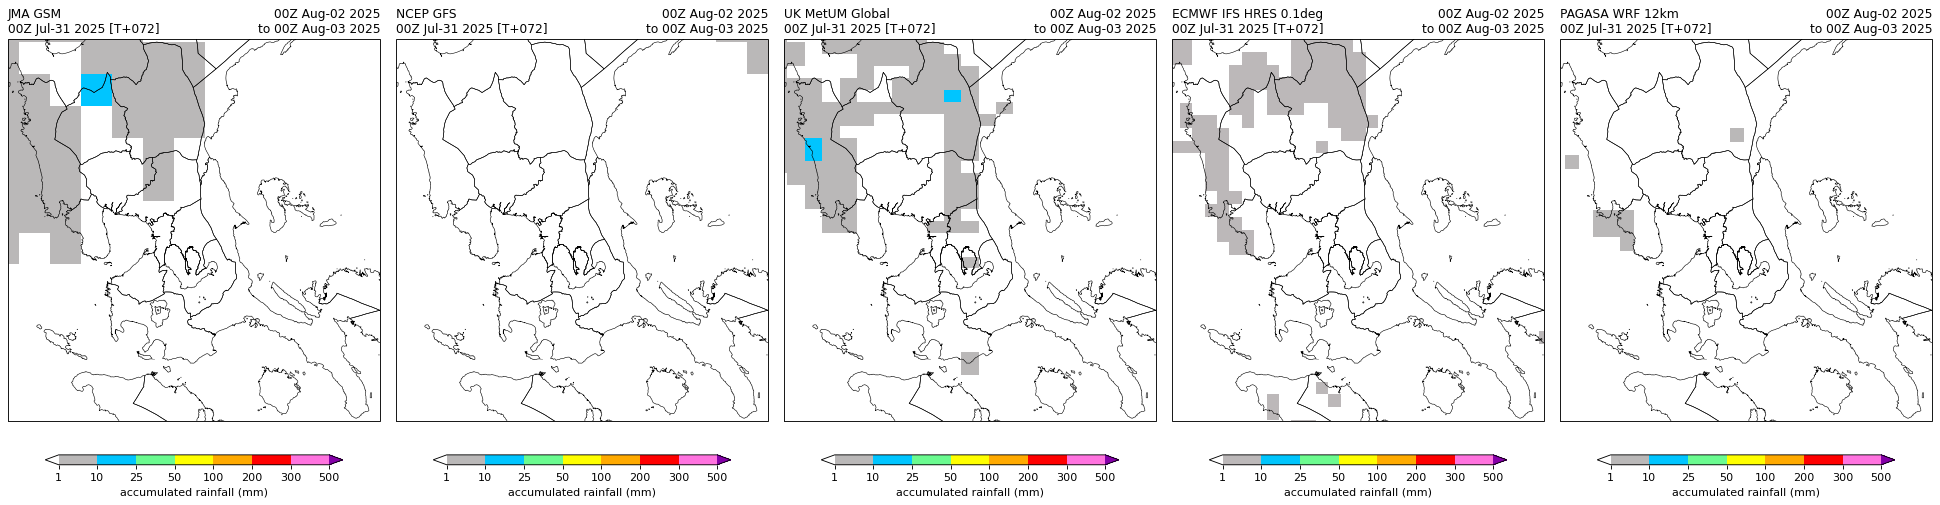 JMA GSM 00Z Aug-02 2025
00Z Jul-31 2025 [T+072] to 00Z Aug-03 2025
1 10 25 50 100 200 300 500
accumulated rainfall (mm)
NCEP GFS 00Z Aug-02 2025
00Z Jul-31 2025 [T+072] to 00Z Aug-03 2025
1 10 25 50 100 200 300 500
accumulated rainfall (mm)
UK MetUM Global 00Z Aug-02 2025
00Z Jul-31 2025 [T+072] to 00Z Aug-03 2025
1 10 25 50 100 200 300 500
accumulated rainfall (mm)
ECMWF IFS HRES 0.1deg 00Z Aug-02 2025
00Z Jul-31 2025 [T+072] to 00Z Aug-03 2025
1 10 25 50 100 200 300 500
accumulated rainfall (mm)
PAGASA WRF 12km 00Z Aug-02 2025
00Z Jul-31 2025 [T+072] to 00Z Aug-03 2025
1 10 25 50 100 200 300 500
accumulated rainfall (mm)